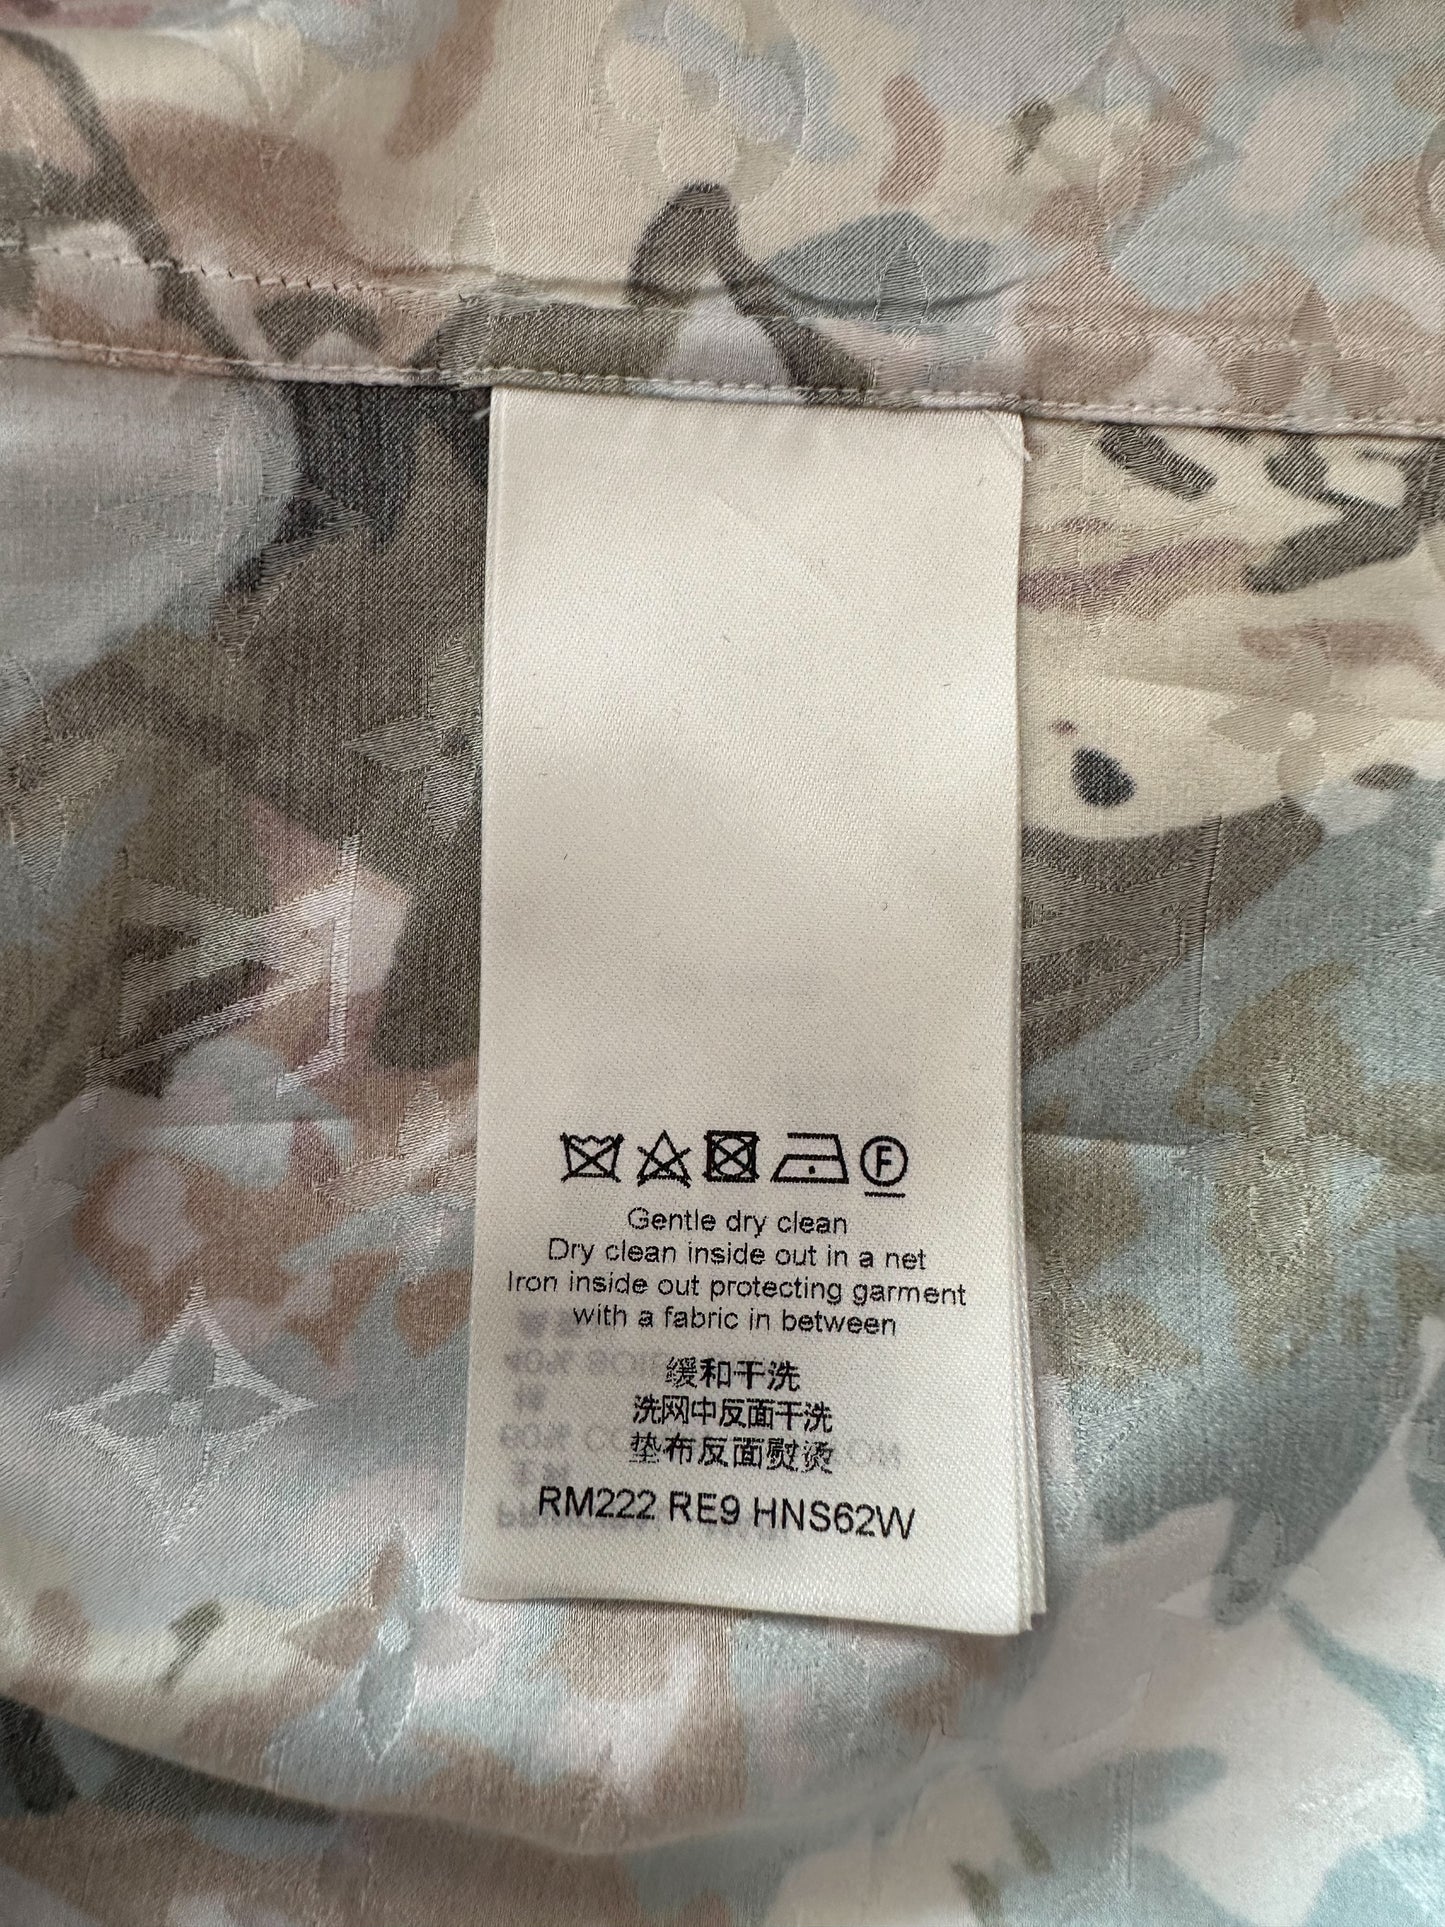 F
Gentle dry clean
Dry clean inside out in a net
Iron inside out protecting garment
with a fabric in between
缓和干洗
洗网中反面干洗
垫布反面熨烫
RM222 RE9 HNS62W